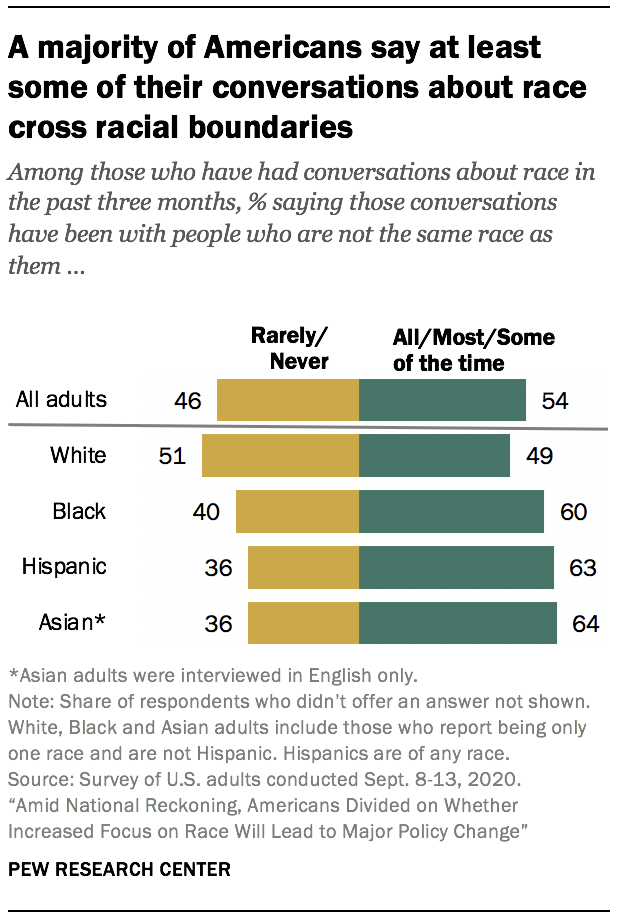 A majority of Americans say at least
some of their conversations about race
cross racial boundaries
Among those who have had conversations about race in
the past three months, % saying those conversations
have been with people who are not the same race as
them ...
Rarely/ All/Most/Some
Never of the time
All adults 46 54
White 51 49
Black 40 60
Hispanic 36 63
Asian* 36 64
*Asian adults were interviewed in English only.
Note: Share of respondents who didn’t offer an answer not shown.
White, Black and Asian adults include those who report being only
one race and are not Hispanic. Hispanics are of any race.
Source: Survey of U.S. adults conducted Sept. 8-13, 2020.
“Amid National Reckoning, Americans Divided on Whether
Increased Focus on Race Will Lead to Major Policy Change”
PEW RESEARCH CENTER